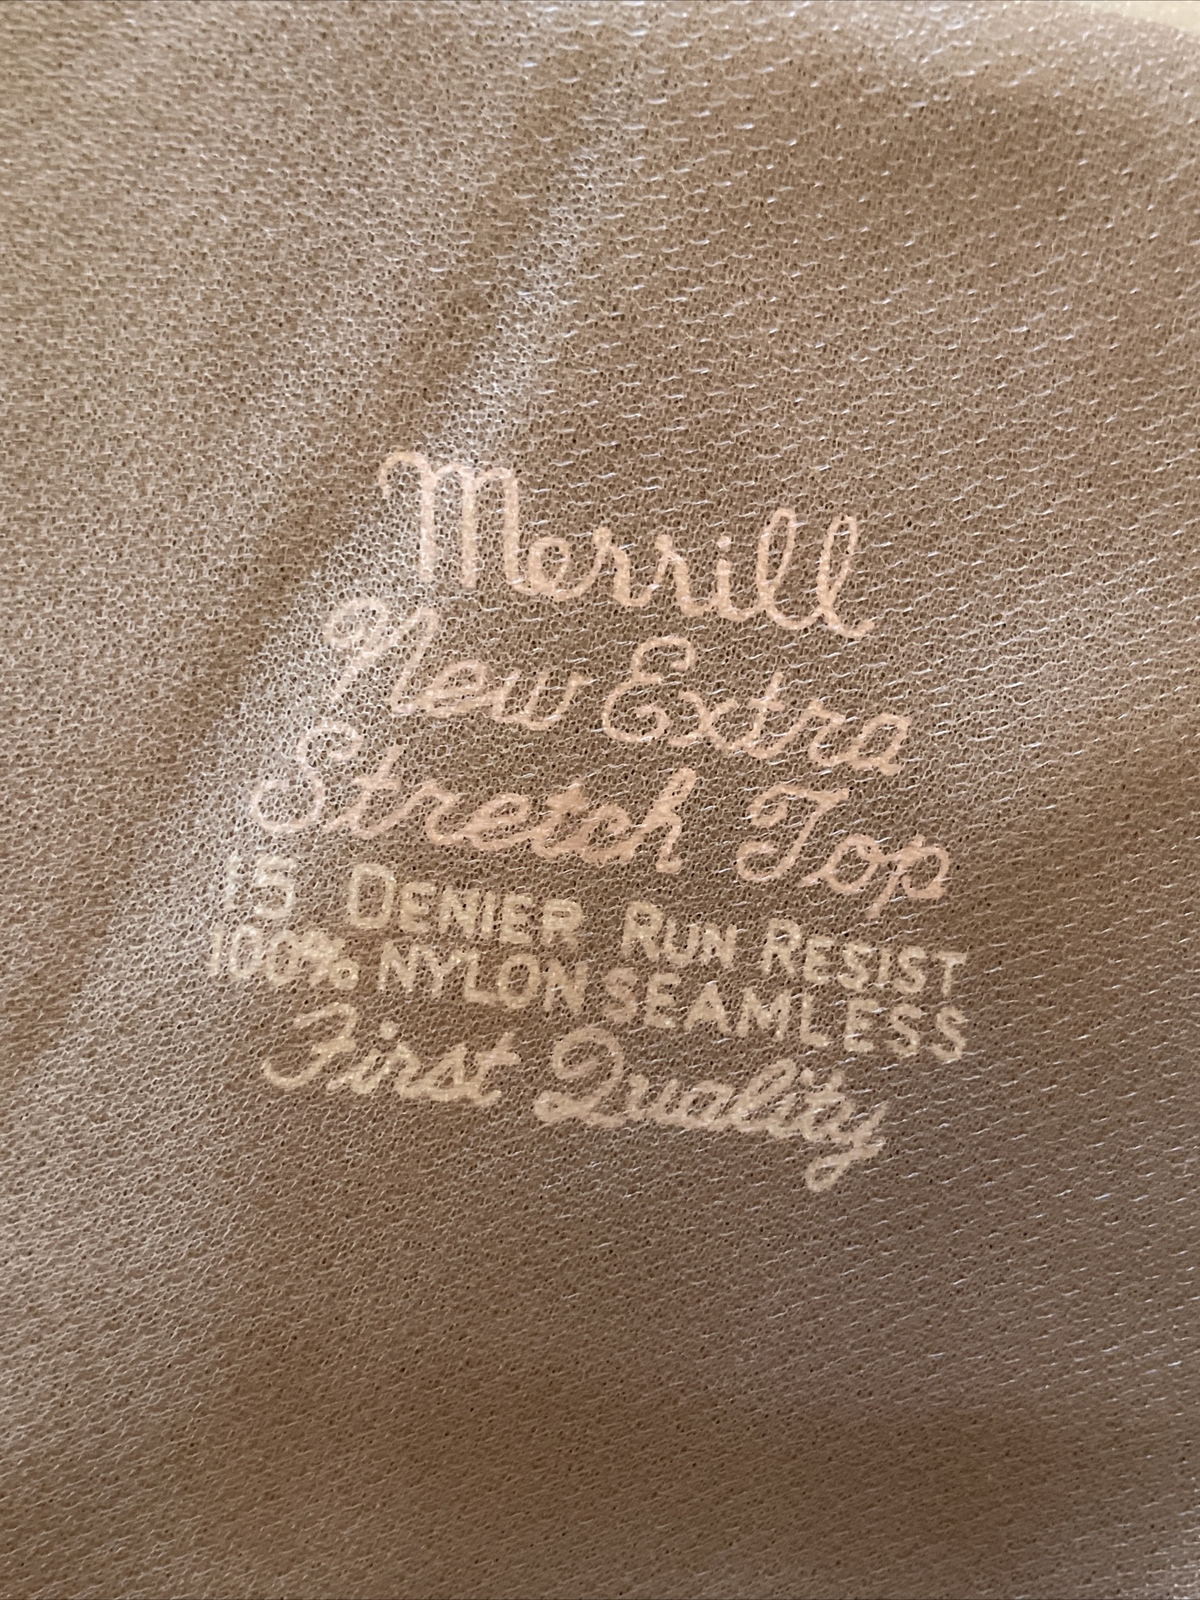 Merrill
New Extra
Stretch Top
15 DENIER RUN RESIST
100% NYLON SEAMLESS
First Quality